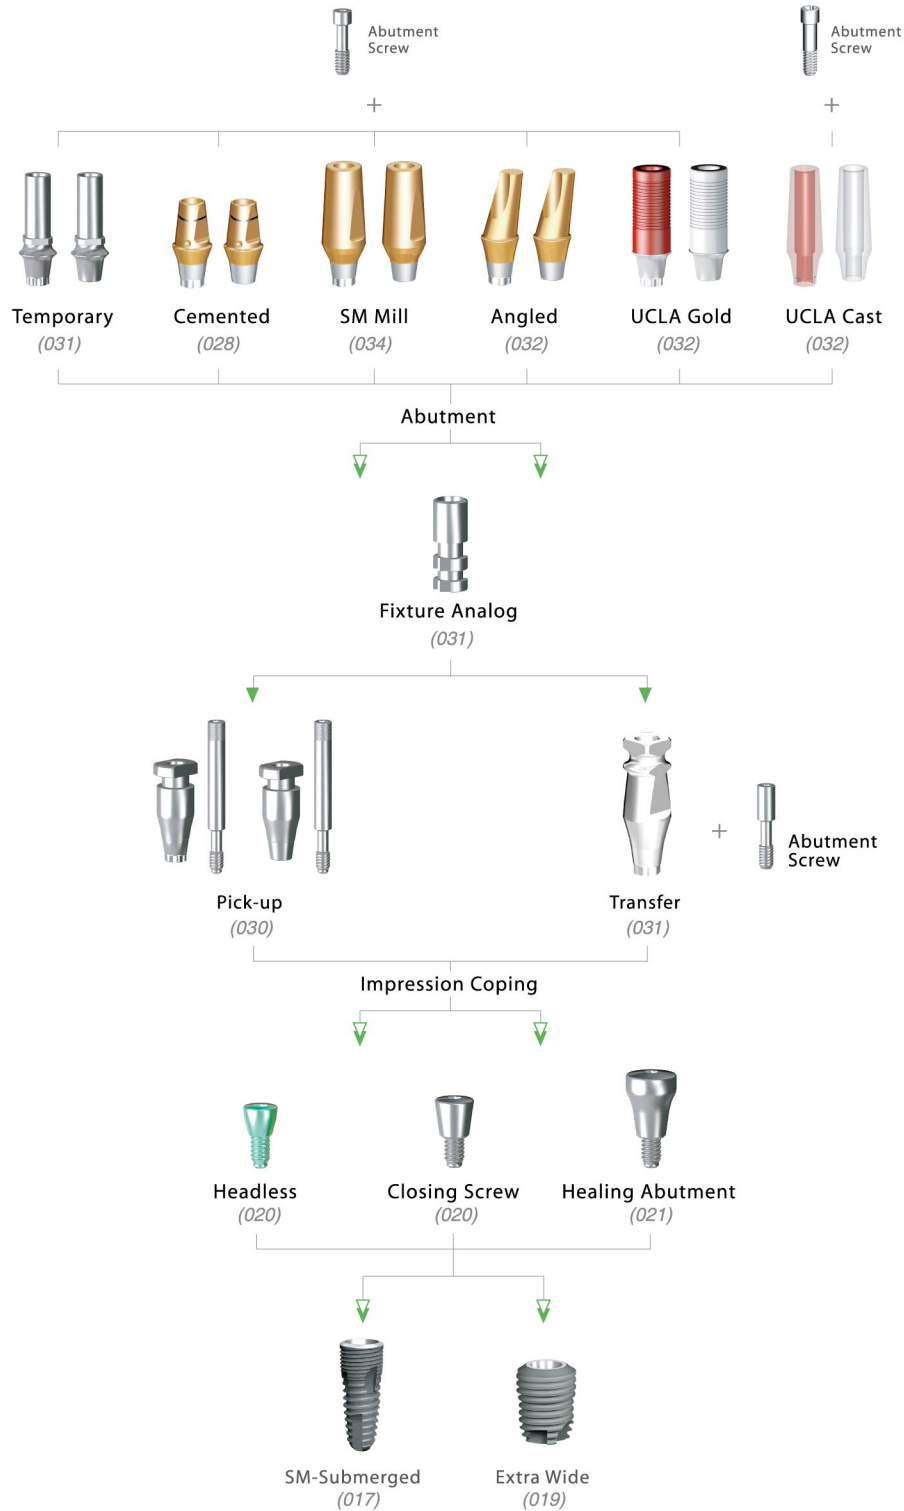 Abutment
Screw
Abutment
Screw
+
+
Temporary
(031)
Cemented
(028)
SM Mill
(034)
Angled
(032)
UCLA Gold
(032)
UCLA Cast
(032)
Abutment
Fixture Analog
(031)
Pick-up
(030)
Transfer
(031)
+
Abutment
Screw
Impression Coping
Headless
(020)
Closing Screw
(020)
Healing Abutment
(021)
SM-Submerged
(017)
Extra Wide
(019)